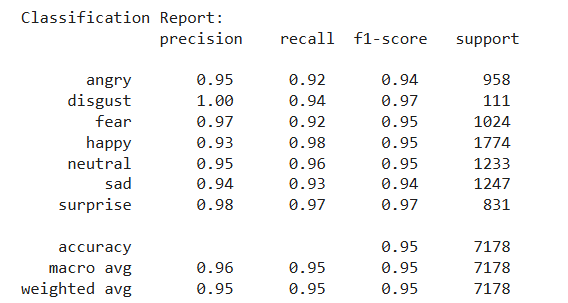 Classification Report:
precision recall f1-score support
angry 0.95 0.92 0.94 958
disgust 1.00 0.94 0.97 111
fear 0.97 0.92 0.95 1024
happy 0.93 0.98 0.95 1774
neutral 0.95 0.96 0.95 1233
sad 0.94 0.93 0.94 1247
surprise 0.98 0.97 0.97 831
accuracy 0.95 7178
macro avg 0.96 0.95 0.95 7178
weighted avg 0.95 0.95 0.95 7178